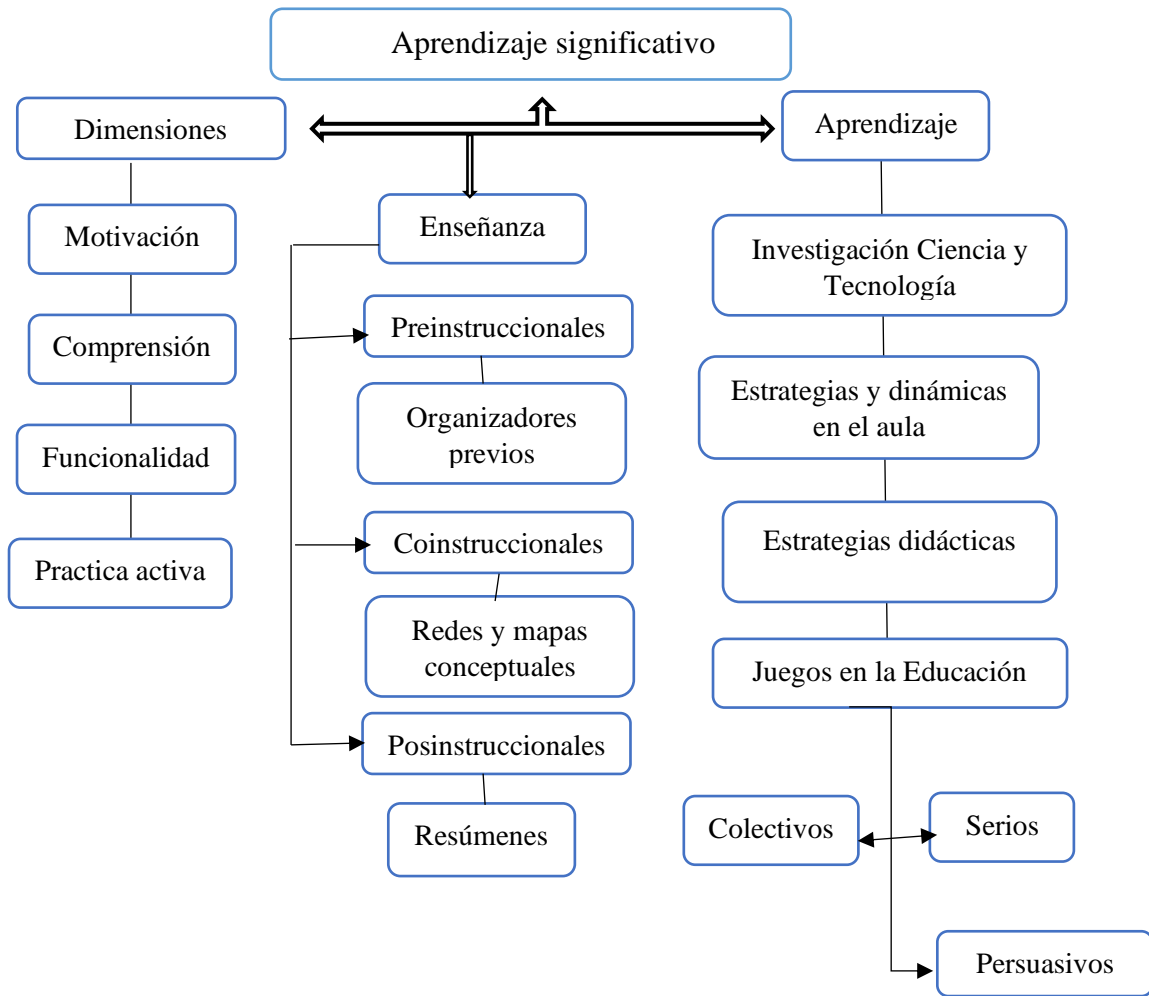 Aprendizaje significativo
Dimensiones
Motivación
Comprensión
Funcionalidad
Practica activa
Enseñanza
Preinstruccionales
Organizadores
previos
Coinstruccionales
Redes y mapas
conceptuales
Posinstruccionales
Resúmenes
Aprendizaje
Investigación Ciencia y
Tecnología
Estrategias y dinámicas
en el aula
Estrategias didácticas
Juegos en la Educación
Colectivos
Serios
Persuasivos